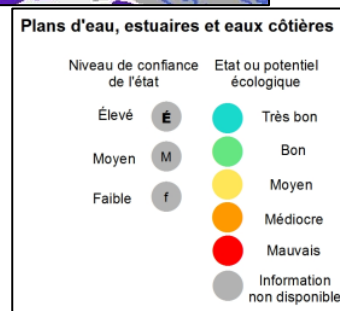 Plans d'eau, estuaires et eaux côtières
Niveau de confiance
de l'état
Élevé É
Moyen M
Faible f
Etat ou potentiel
écologique
Très bon
Bon
Moyen
Médiocre
Mauvais
Information
non disponible